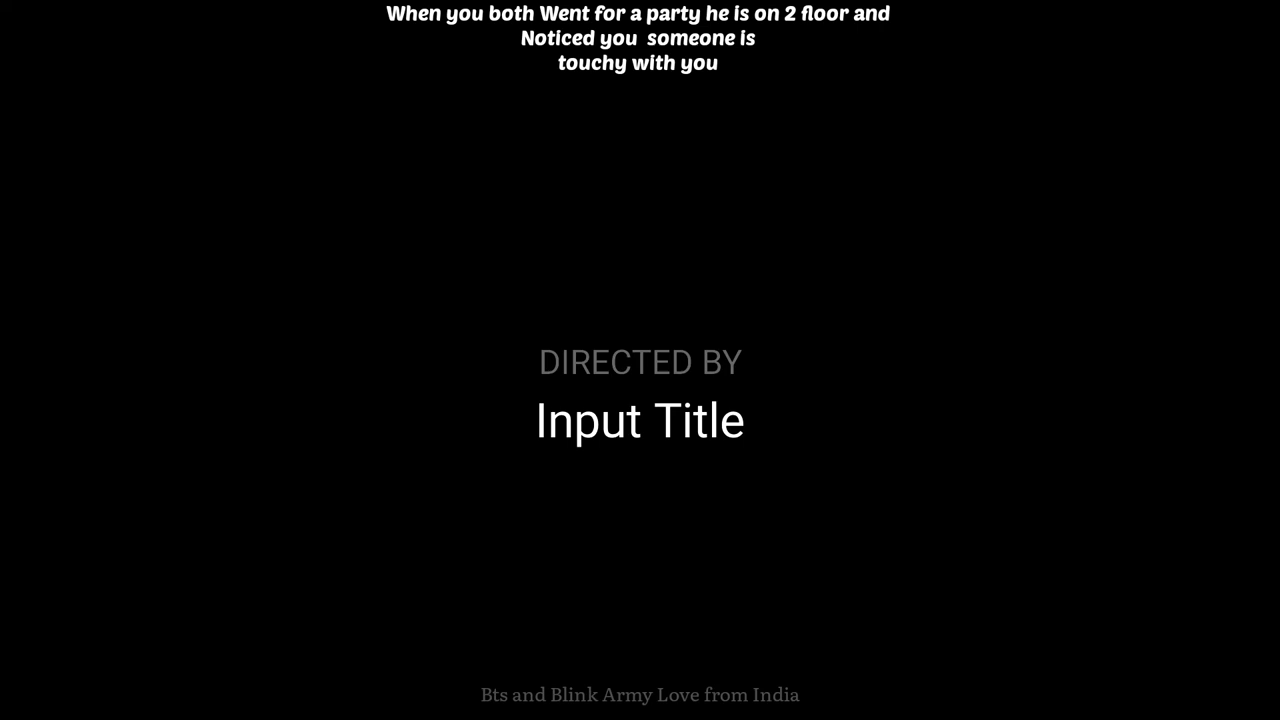 When you both Went for a party he is on 2 floor and
Noticed you someone is
touchy with you
DIRECTED BY
Input Title
Bts and Blink Army Love from India